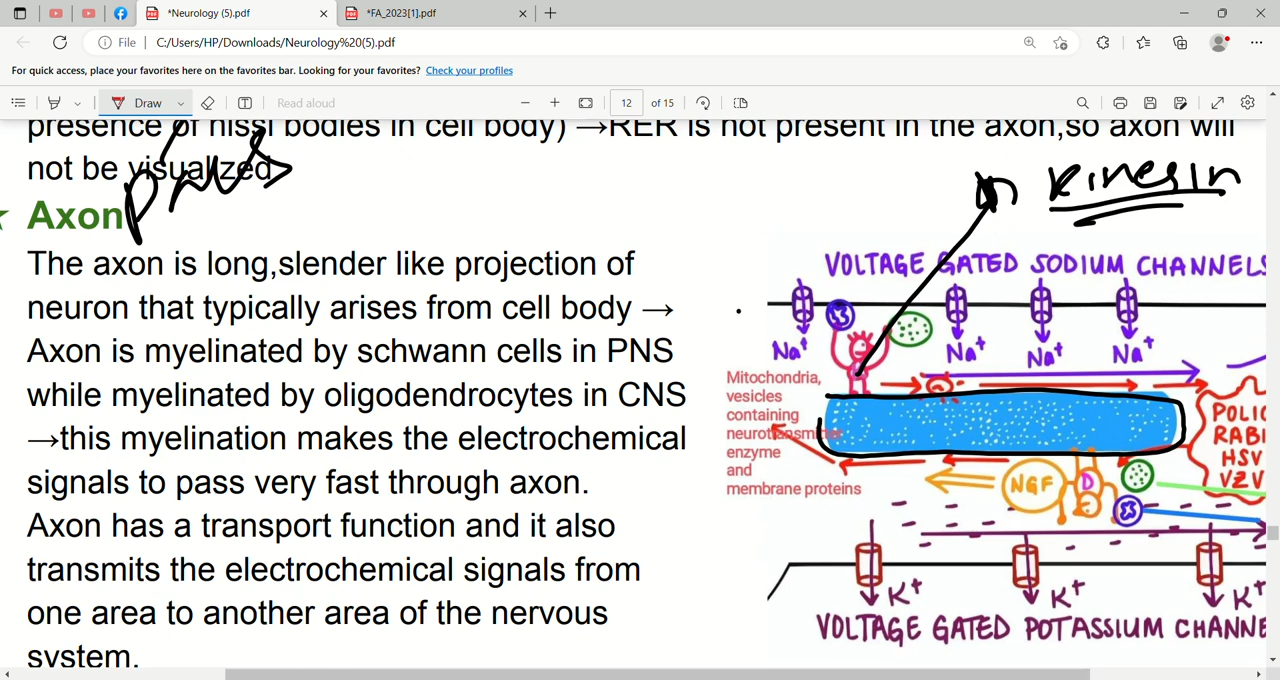 *Neurology (5).pdf
*FA_2023[1].pdf
File
C:/Users/HP/Downloads/Neurology%20(5).pdf
For quick access, place your favorites here on the favorites bar. Looking for your favorites? Check your profiles
Draw
Read aloud
12 of 15
presence of nissl bodies in cell body) →RER is not present in the axon,so axon will
not be visualized
Axon
The axon is long,slender like projection of
neuron that typically arises from cell body →
Axon is myelinated by schwann cells in PNS
while myelinated by oligodendrocytes in CNS
→this myelination makes the electrochemical
signals to pass very fast through axon.
Axon has a transport function and it also
transmits the electrochemical signals from
one area to another area of the nervous
system.
Kinesin
VOLTAGE GATED SODIUM CHANNELS
Na+
Na+
Na+
Na+
Mitochondria,
vesicles
containing
neurotransmitter
enzyme
and
membrane proteins
POLIO
RABI
HSV
VZV
NGF
D
K+
K+
K+
VOLTAGE GATED POTASSIUM CHANNE